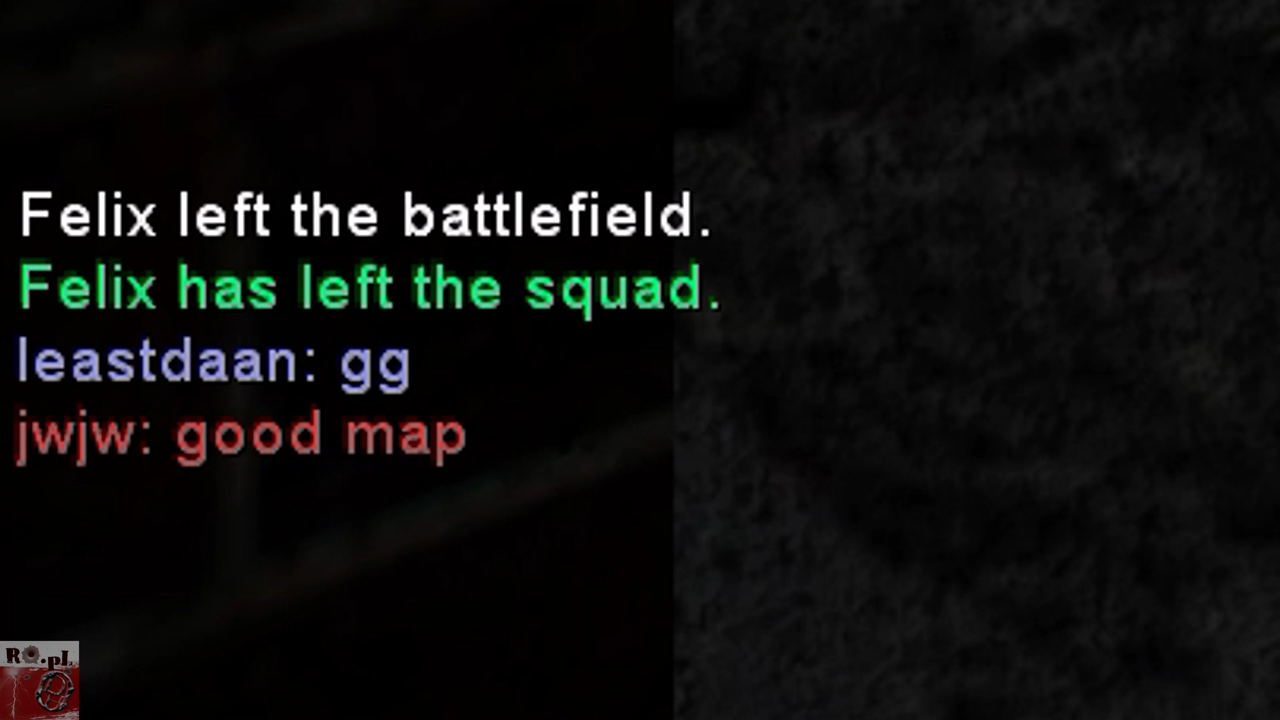 Felix left the battlefield.
Felix has left the squad.
leastdaan: gg
jwjw: good map
RO.pL